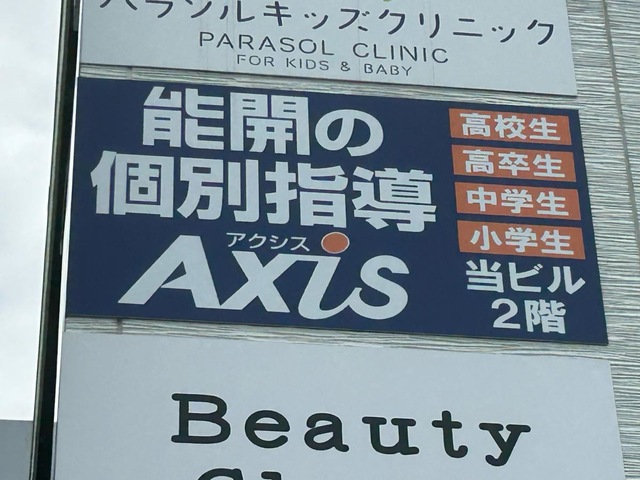 パラソルキッズクリニック
PARASOL CLINIC
FOR KIDS & BABY
能開の
個別指導
アクシス
AXiS
高校生
高卒生
中学生
小学生
当ビル
2階
Beauty